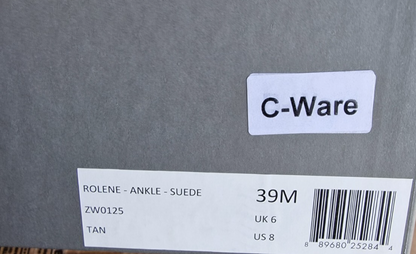 C-Ware
ROLENE - ANKLE - SUEDE
39M
ZW0125
UK 6
TAN
US 8
8 89680 25284 4